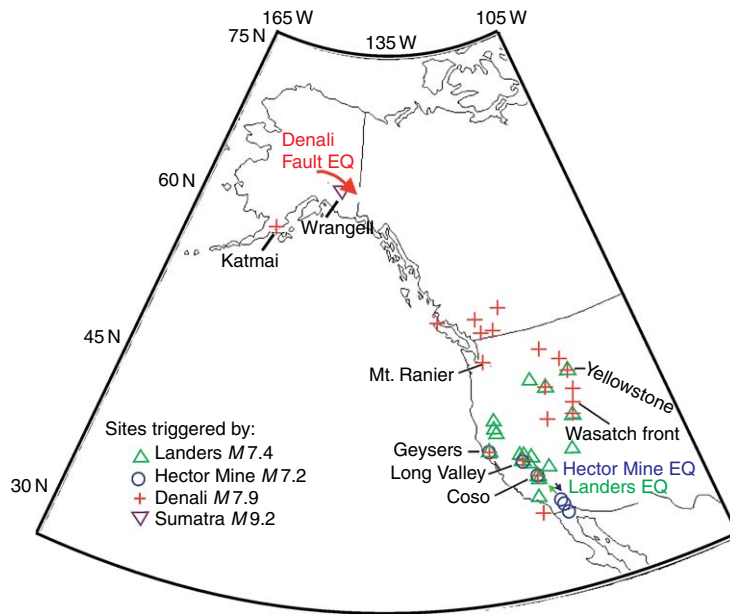 165 W
105 W
75 N
135 W
Denali
Fault EQ
60 N
Wrangell
Katmai
45 N
Mt. Ranier
Yellowstone
Wasatch front
Sites triggered by:
Landers M7.4
Hector Mine M7.2
Denali M7.9
Sumatra M9.2
Geysers
Long Valley
Coso
Hector Mine EQ
Landers EQ
30 N